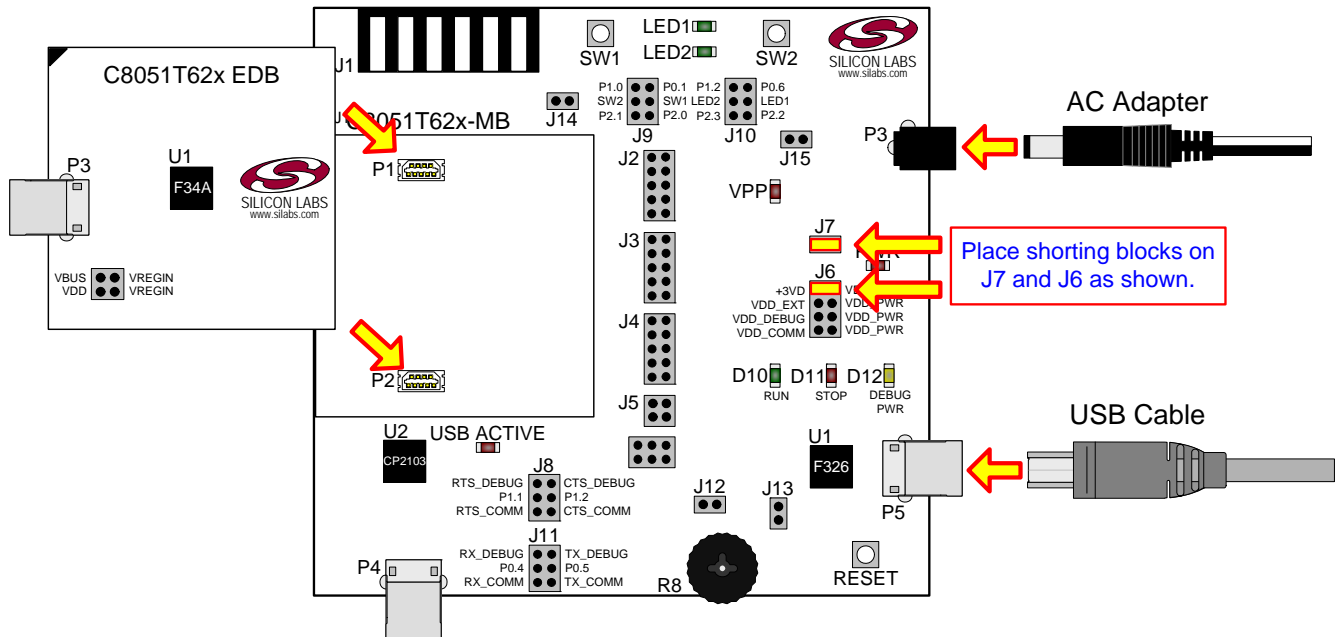 C8051T62x EDB
P3
U1
F34A
SILICON LABS
www.silabs.com
VBUS VREGIN
VDD VREGIN
J1
SW1
LED1
LED2
SW2
SILICON LABS
www.silabs.com
J14
P1.0 P0.1
SW2 SW1
P2.1 P2.0
J9
P1.2 P0.6
LED2 LED1
P2.3 P2.2
J10
J15
P3
AC Adapter
8051T62x-MB
P1
P2
J2
J3
J4
J5
VPP
J7
J6
+3VD
VDD_EXT VDD_PWR
VDD_DEBUG VDD_PWR
VDD_COMM VDD_PWR
Place shorting blocks on
J7 and J6 as shown.
D10
RUN
D11
STOP
D12
DEBUG
PWR
USB Cable
U2
CP2103
USB ACTIVE
J8
RTS_DEBUG CTS_DEBUG
P1.1 P1.2
RTS_COMM CTS_COMM
J11
RX_DEBUG TX_DEBUG
P0.4 P0.5
RX_COMM TX_COMM
P4
J12
J13
R8
U1
F326
P5
RESET